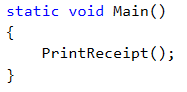 static void Main()
{
    PrintReceipt();
}